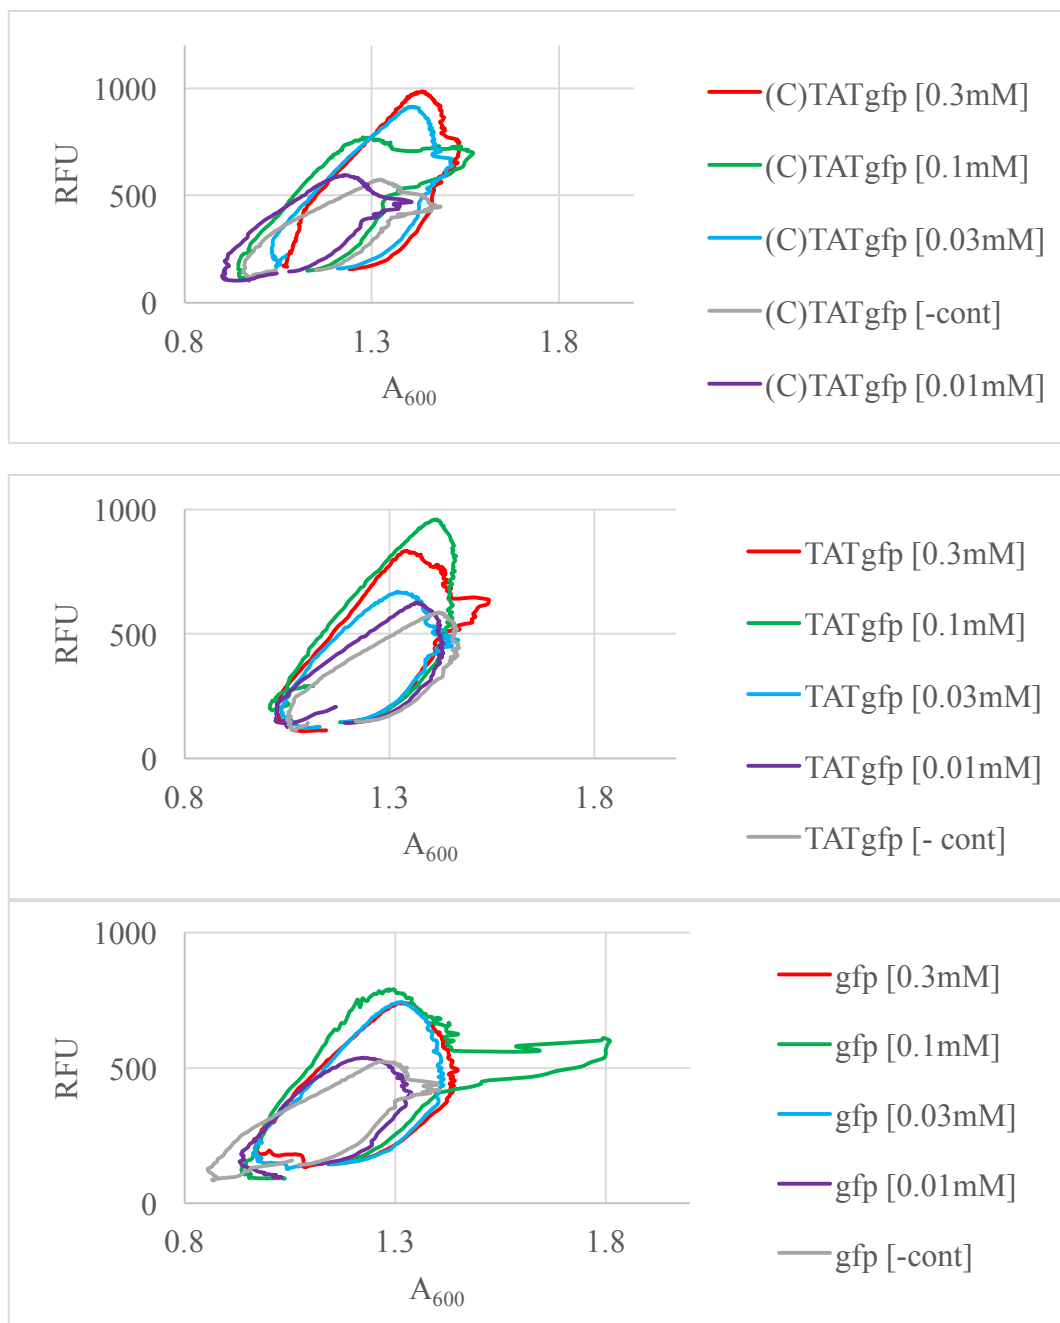 1000
500
0
RFU
0.8
1.3
1.8
A600
(C)TATgfp [0.3mM]
(C)TATgfp [0.1mM]
(C)TATgfp [0.03mM]
(C)TATgfp [-cont]
(C)TATgfp [0.01mM]
1000
500
0
RFU
0.8
1.3
1.8
A600
TATgfp [0.3mM]
TATgfp [0.1mM]
TATgfp [0.03mM]
TATgfp [0.01mM]
TATgfp [- cont]
1000
500
0
RFU
0.8
1.3
1.8
A600
gfp [0.3mM]
gfp [0.1mM]
gfp [0.03mM]
gfp [0.01mM]
gfp [-cont]